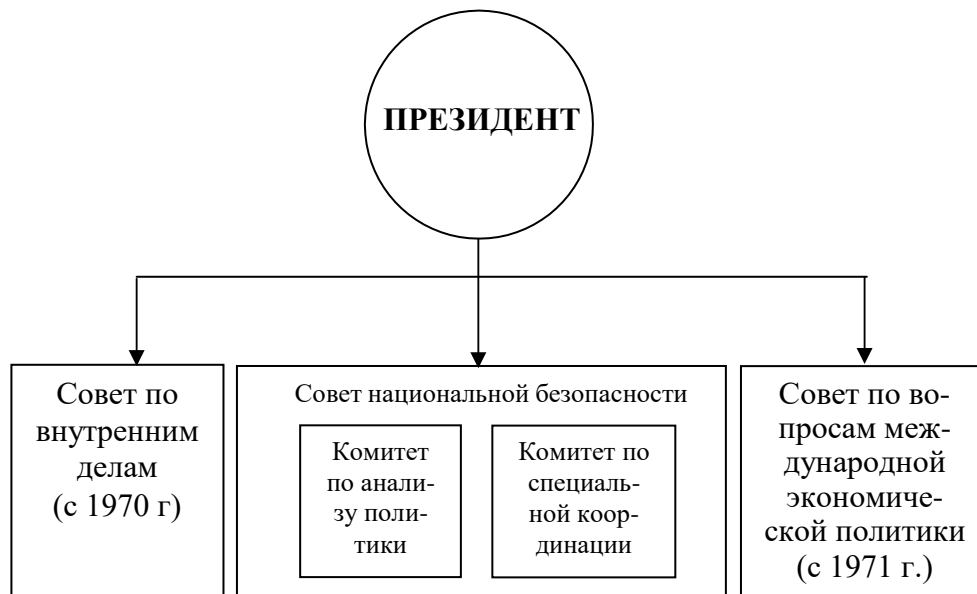 ПРЕЗИДЕНТ
Совет по
внутренним
делам
(с 1970 г)
Совет национальной безопасности
Комитет
по анали-
зу поли-
тики
Комитет по
специаль-
ной коор-
динации
Совет по во-
просам меж-
дународной
экономиче-
ской политики
(с 1971 г.)